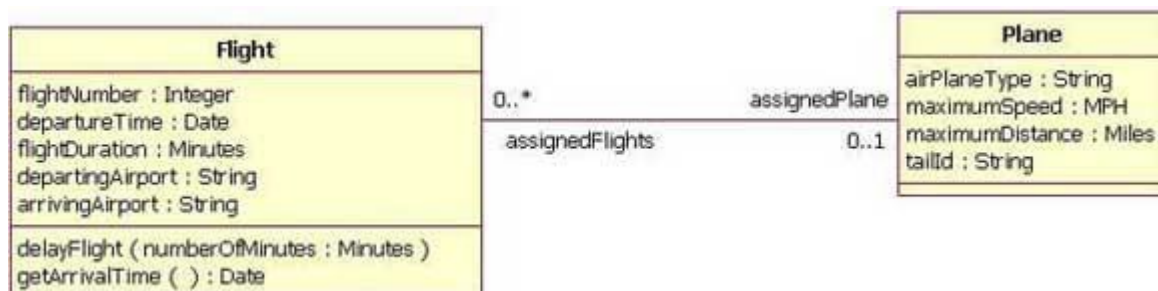 Flight
flightNumber : Integer
departureTime : Date
flightDuration : Minutes
departingAirport : String
arrivingAirport : String
delayFlight ( numberOfMinutes : Minutes )
getArrivalTime ( ) : Date
0..*
assignedPlane
assignedFlights
0..1
Plane
airPlaneType : String
maximumSpeed : MPH
maximumDistance : Miles
tailId : String